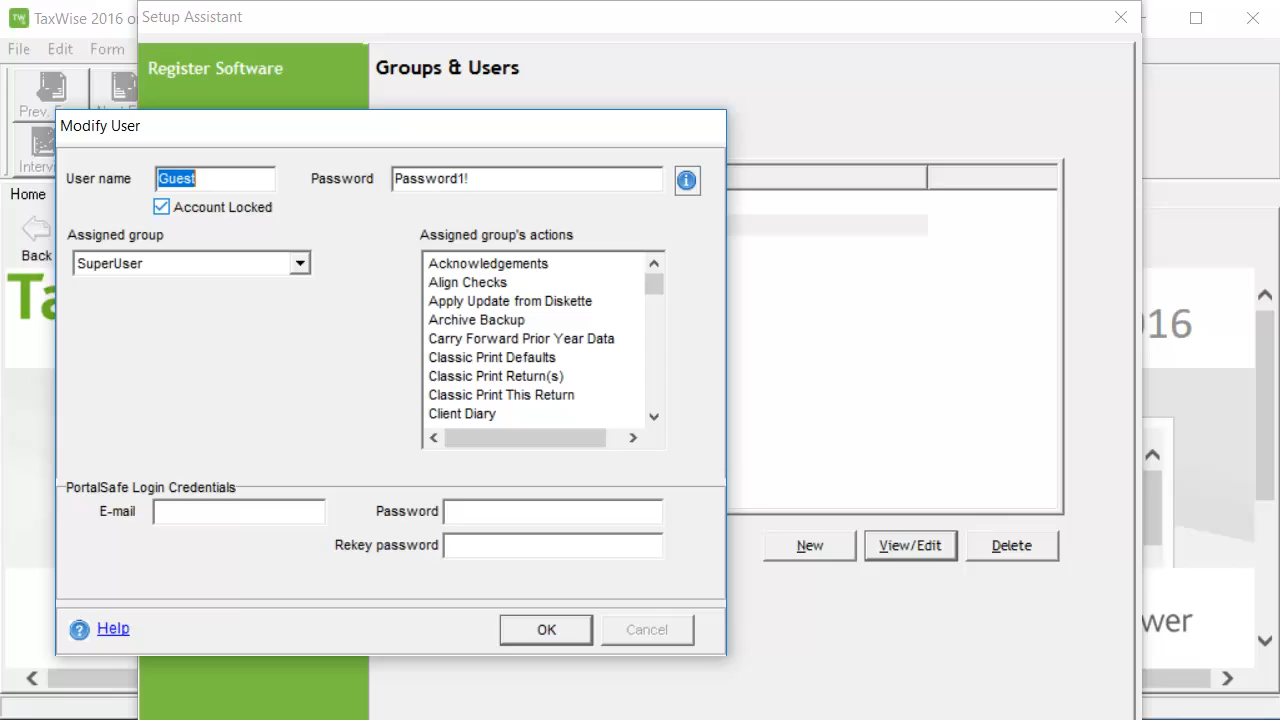 TW
TaxWise 2016 o
Setup Assistant
File Edit Form
Register Software
Groups & Users
Prev.
Modify User
Interv
User name
Guest
Password
Password1!
Account Locked
Home
Assigned group
Assigned group's actions
SuperUser
Back
Acknowledgements
Align Checks
Apply Update from Diskette
Archive Backup
Carry Forward Prior Year Data
Classic Print Defaults
Classic Print Return(s)
Classic Print This Return
Client Diary
Ta
016
PortalSafe Login Credentials
E-mail
Password
Rekey password
New
View/Edit
Delete
Help
OK
Cancel
wer